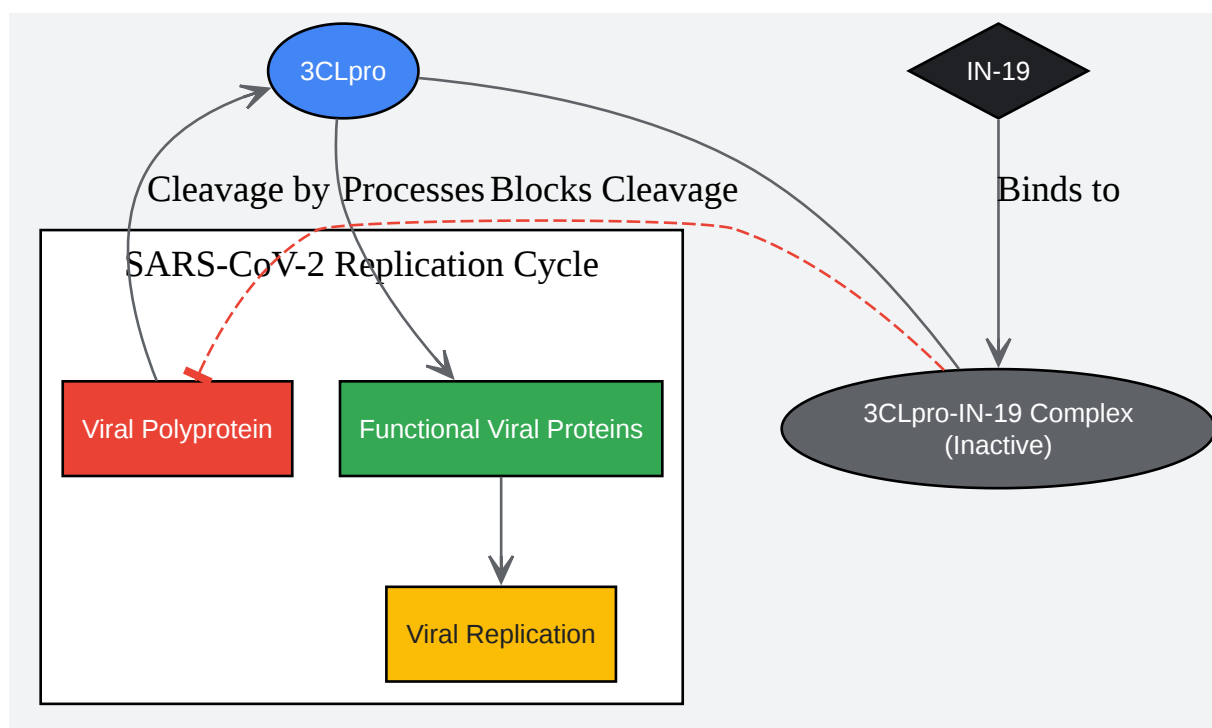 3CLpro
IN-19
Cleavage by
Processes
Blocks Cleavage
Binds to
SARS-CoV-2 Replication Cycle
Viral Polyprotein
Functional Viral Proteins
3CLpro-IN-19 Complex
(Inactive)
Viral Replication